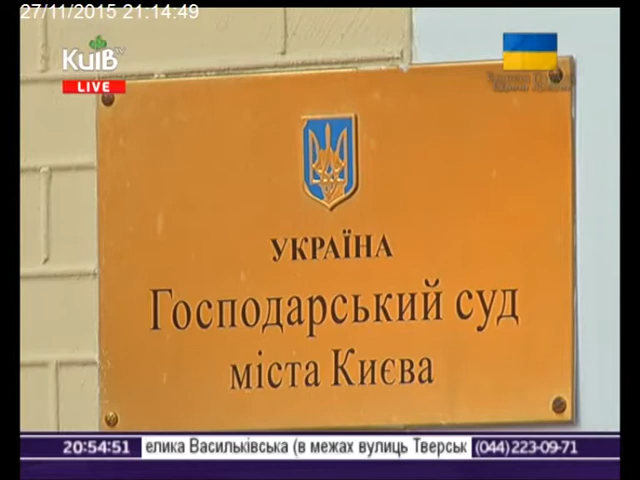 27/11/2015 21:14:49
КиїВ TV
LIVE
УКРАЇНА
Господарський суд
міста Києва
20:54:51 елика Васильківська (в межах вулиць Тверськ (044)223-09-71